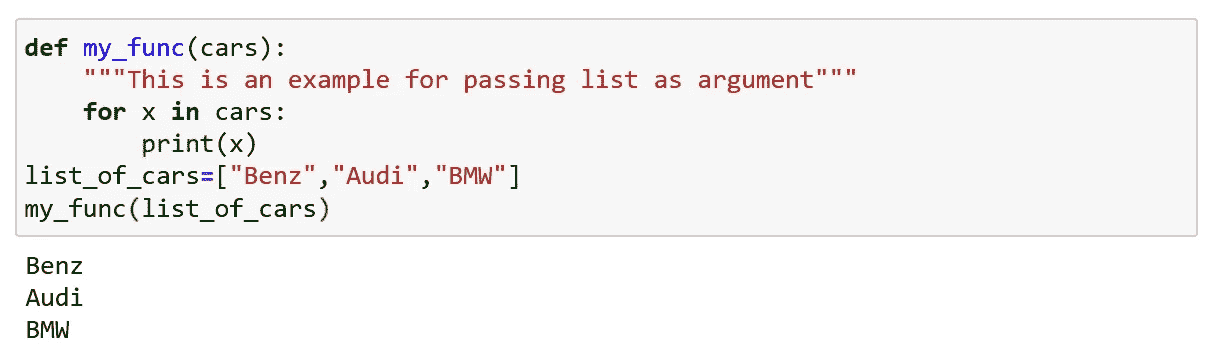 def my_func(cars):
    """This is an example for passing list as argument"""
    for x in cars:
        print(x)
list_of_cars=["Benz","Audi","BMW"]
my_func(list_of_cars)
Benz
Audi
BMW